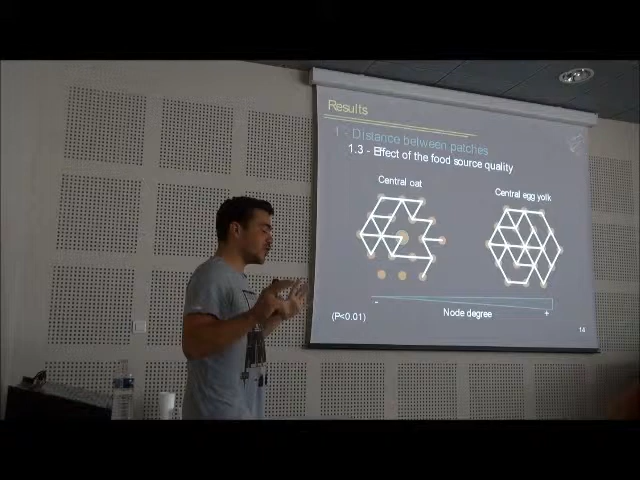 Results
1 - Distance between patches
1.3 - Effect of the food source quality
Central oat
Central egg yolk
-
+
Node degree
(P<0.01)
14